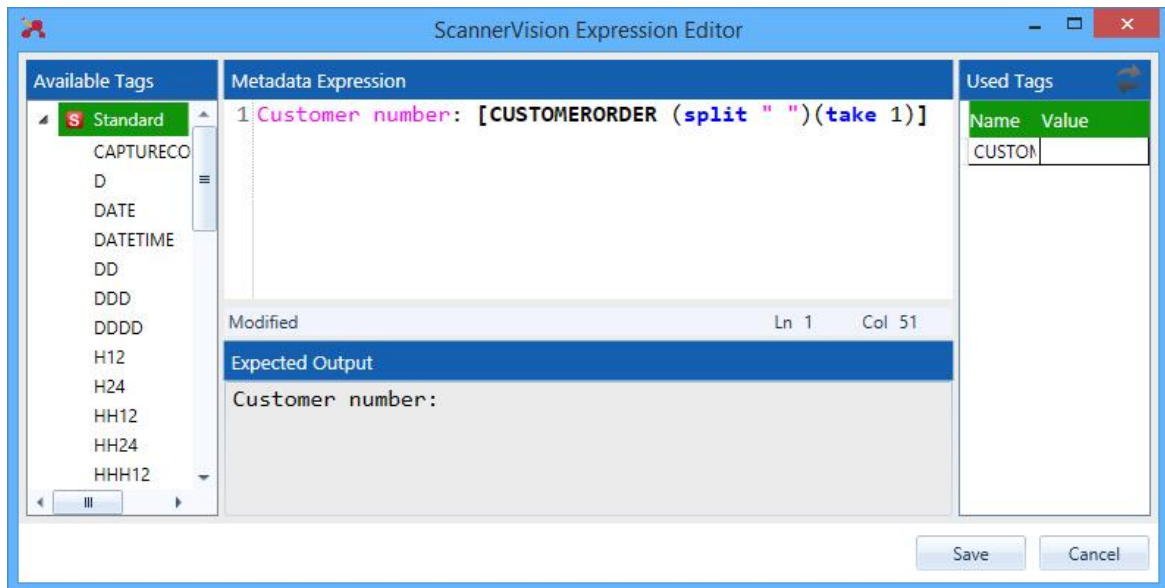 ScannerVision Expression Editor
Available Tags
S Standard
CAPTURECO
D
DATE
DATETIME
DD
DDD
DDDD
H12
H24
HH12
HH24
HHH12
Metadata Expression
1 Customer number: [CUSTOMERORDER (split " ")(take 1)]
Modified Ln 1 Col 51
Expected Output
Customer number:
Used Tags
Name Value
CUSTOM
Save Cancel